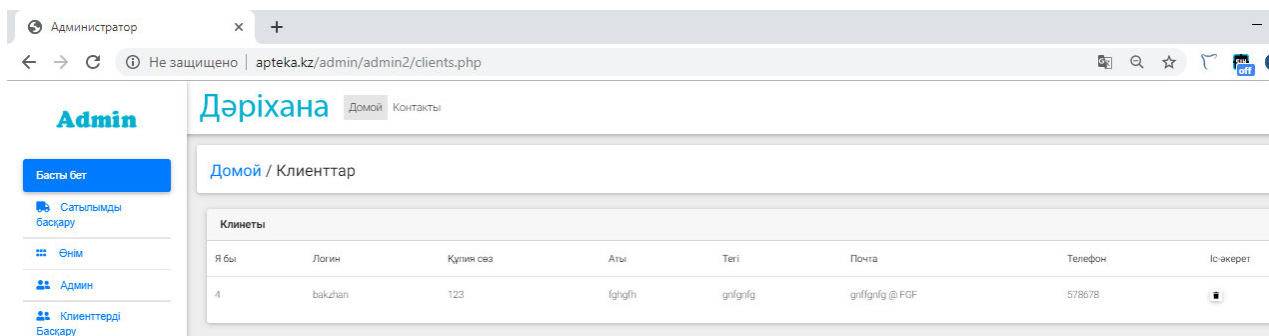 Администратор
Не защищено | apteka.kz/admin/admin2/clients.php
off
Admin
Дәріхана Домой Контакты
Басты бет
Домой / Клиенттар
Сатылымды
басқару
Клинеты
Өнім
Я бы Логин Құпия сөз Аты Тегі Почта Телефон Іс-әкерет
Админ
4 bakzhan 123 fghgfh gnfgnfg gnffgnfg @ FGF 578678
Клиенттерді
Басқару